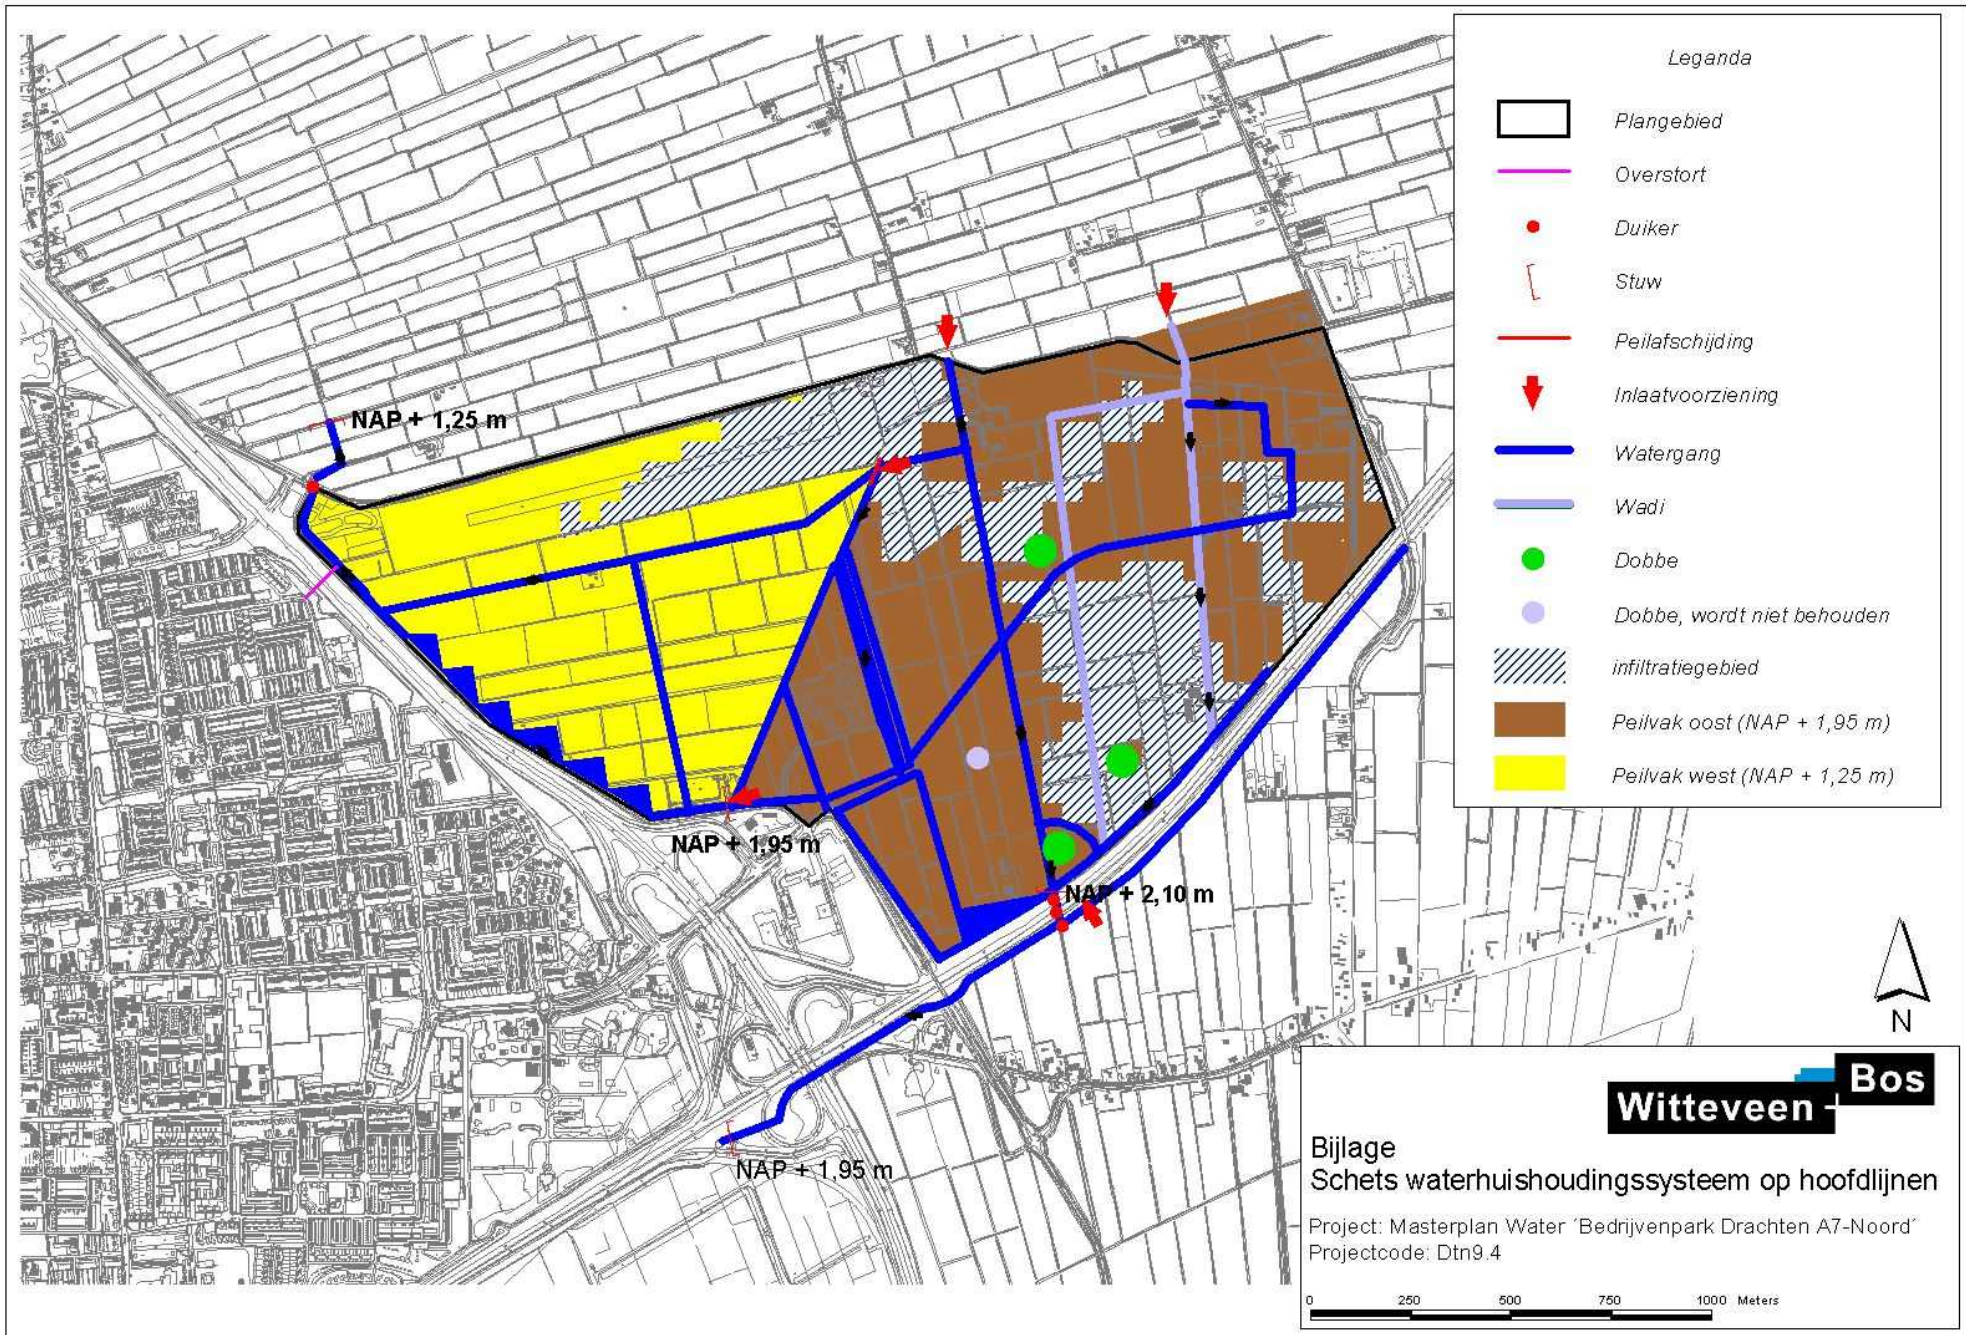 Leganda
Plangebied
Overstort
Duiker
Stuw
Peilafschijding
Inlaatvoorziening
Watergang
Wadi
Dobbe
Dobbe, wordt niet behouden
infiltratiegebied
Peilvak oost (NAP + 1,95 m)
Peilvak west (NAP + 1,25 m)
NAP + 1,25 m
NAP + 1,95 m
NAP + 2,10 m
NAP + 1,95 m
N
Witteveen + Bos
Bijlage
Schets waterhuishoudingssysteem op hoofdlijnen
Project: Masterplan Water ´Bedrijvenpark Drachten A7-Noord´
Projectcode: Dtn9.4
0 250 500 750 1000 Meters